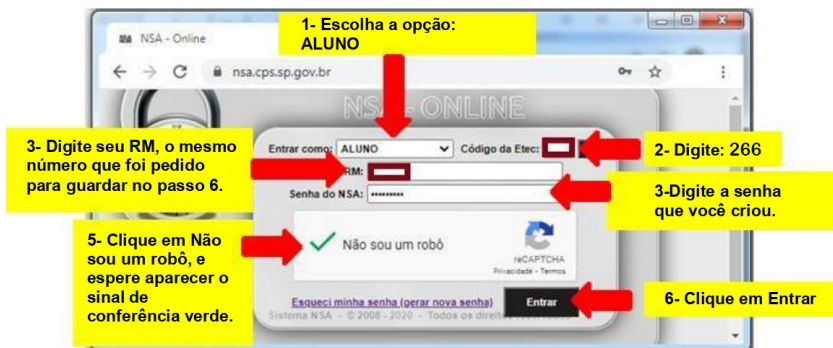 NSA - Online
1- Escolha a opção:
ALUNO
nsa.cps.sp.gov.br
NSA - ONLINE
3- Digite seu RM, o mesmo
número que foi pedido
para guardar no passo 6.
Entrar como: ALUNO
Código da Etec:
2- Digite: 266
RM:
Senha do NSA: •••••••••
3-Digite a senha
que você criou.
5- Clique em Não
sou um robô, e
espere aparecer o
sinal de
conferência verde.
Não sou um robô
reCAPTCHA
Privacidade - Termos
Esqueci minha senha (gerar nova senha)
Entrar
6- Clique em Entrar
Sistema NSA - © 2008 - 2020 - Todos os direitos